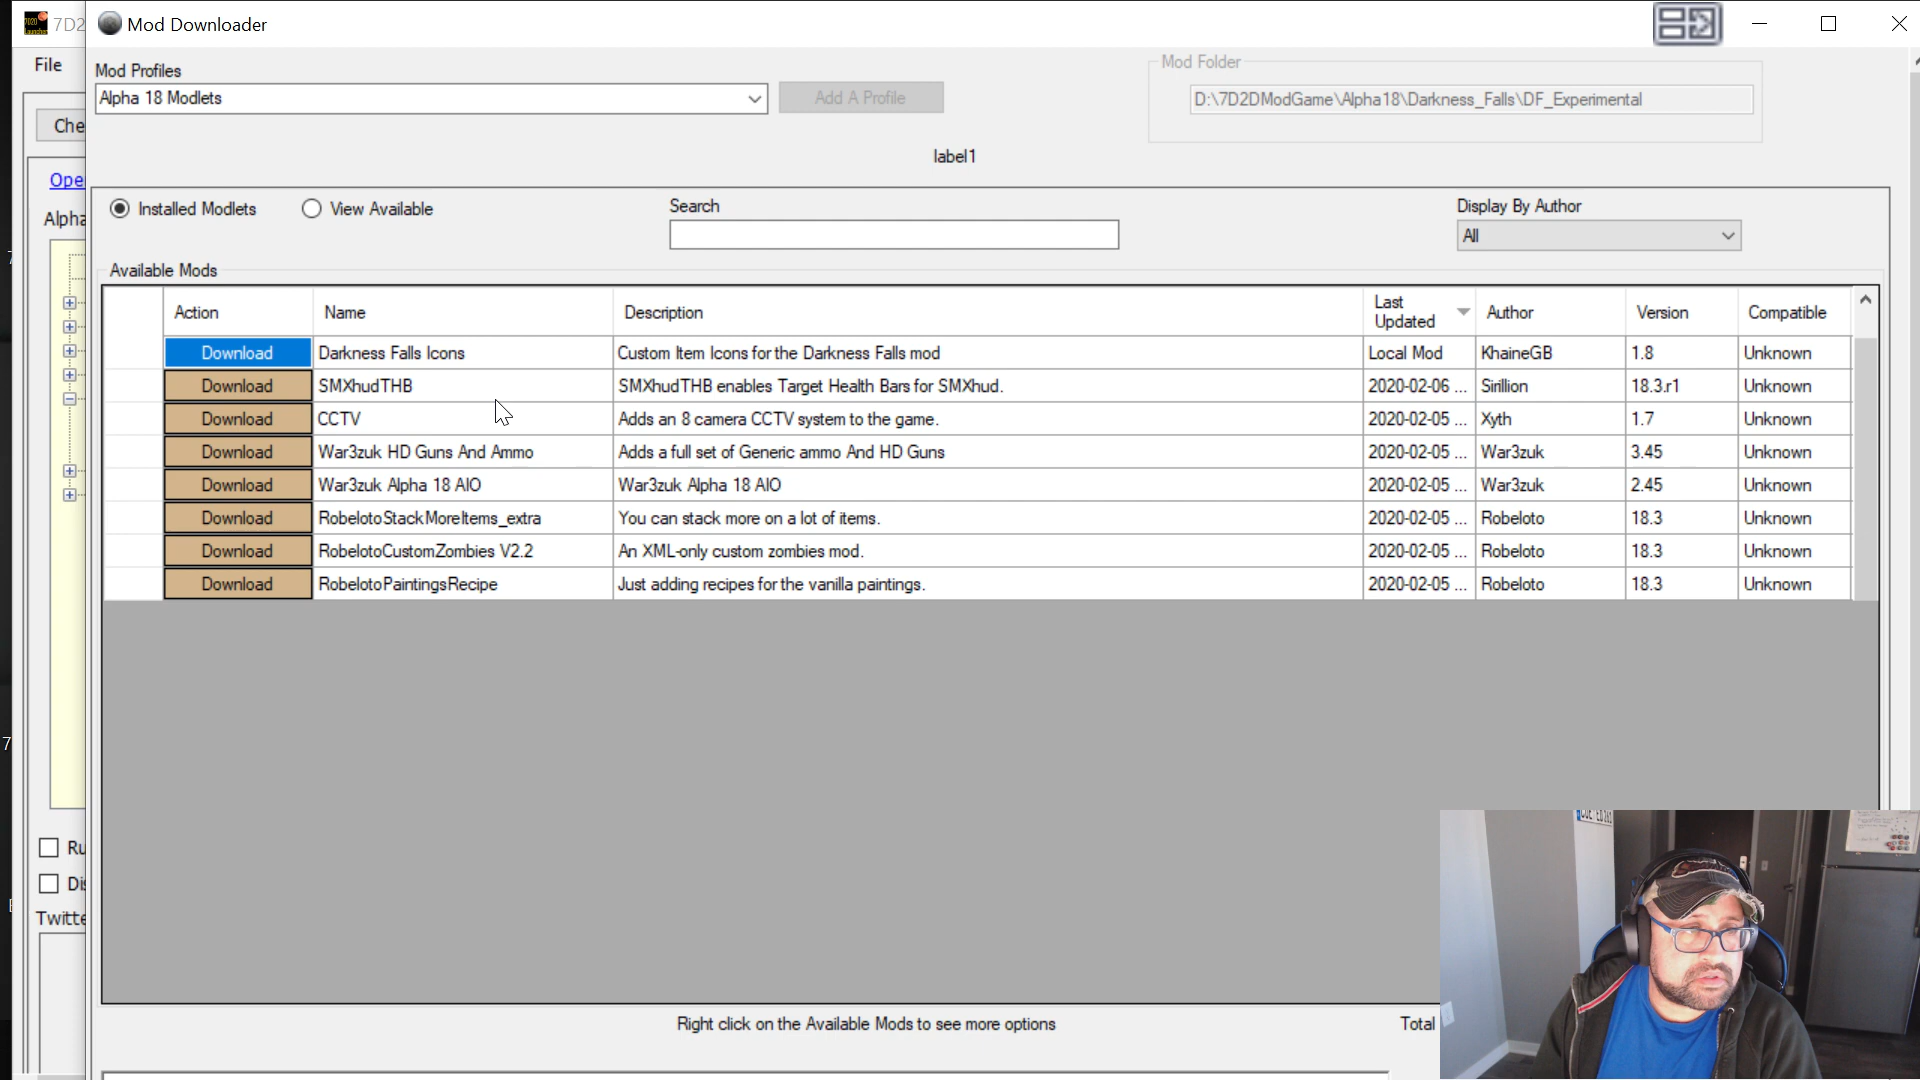 7D2
Mod Downloader
File
Mod Profiles
Mod Folder
Alpha 18 Modlets
Add A Profile
D:\7D2DModGame\Alpha18\Darkness_Falls\DF_Experimental
Che
label1
Ope
Installed Modlets
View Available
Search
Display By Author
Alpha
All
Available Mods
Action Name Description Last Updated Author Version Compatible
Download Darkness Falls Icons Custom Item Icons for the Darkness Falls mod Local Mod KhaineGB 1.8 Unknown
Download SMXhudTHB SMXhudTHB enables Target Health Bars for SMXhud. 2020-02-06 ... Sirillion 18.3.r1 Unknown
Download CCTV Adds an 8 camera CCTV system to the game. 2020-02-05 ... Xyth 1.7 Unknown
Download War3zuk HD Guns And Ammo Adds a full set of Generic ammo And HD Guns 2020-02-05 ... War3zuk 3.45 Unknown
Download War3zuk Alpha 18 AIO War3zuk Alpha 18 AIO 2020-02-05 ... War3zuk 2.45 Unknown
Download RobelotoStackMoreItems_extra You can stack more on a lot of items. 2020-02-05 ... Robeloto 18.3 Unknown
Download RobelotoCustomZombies V2.2 An XML-only custom zombies mod. 2020-02-05 ... Robeloto 18.3 Unknown
Download RobelotoPaintingsRecipe Just adding recipes for the vanilla paintings. 2020-02-05 ... Robeloto 18.3 Unknown
7
Ru
Dis
Twitte
Right click on the Available Mods to see more options
Total